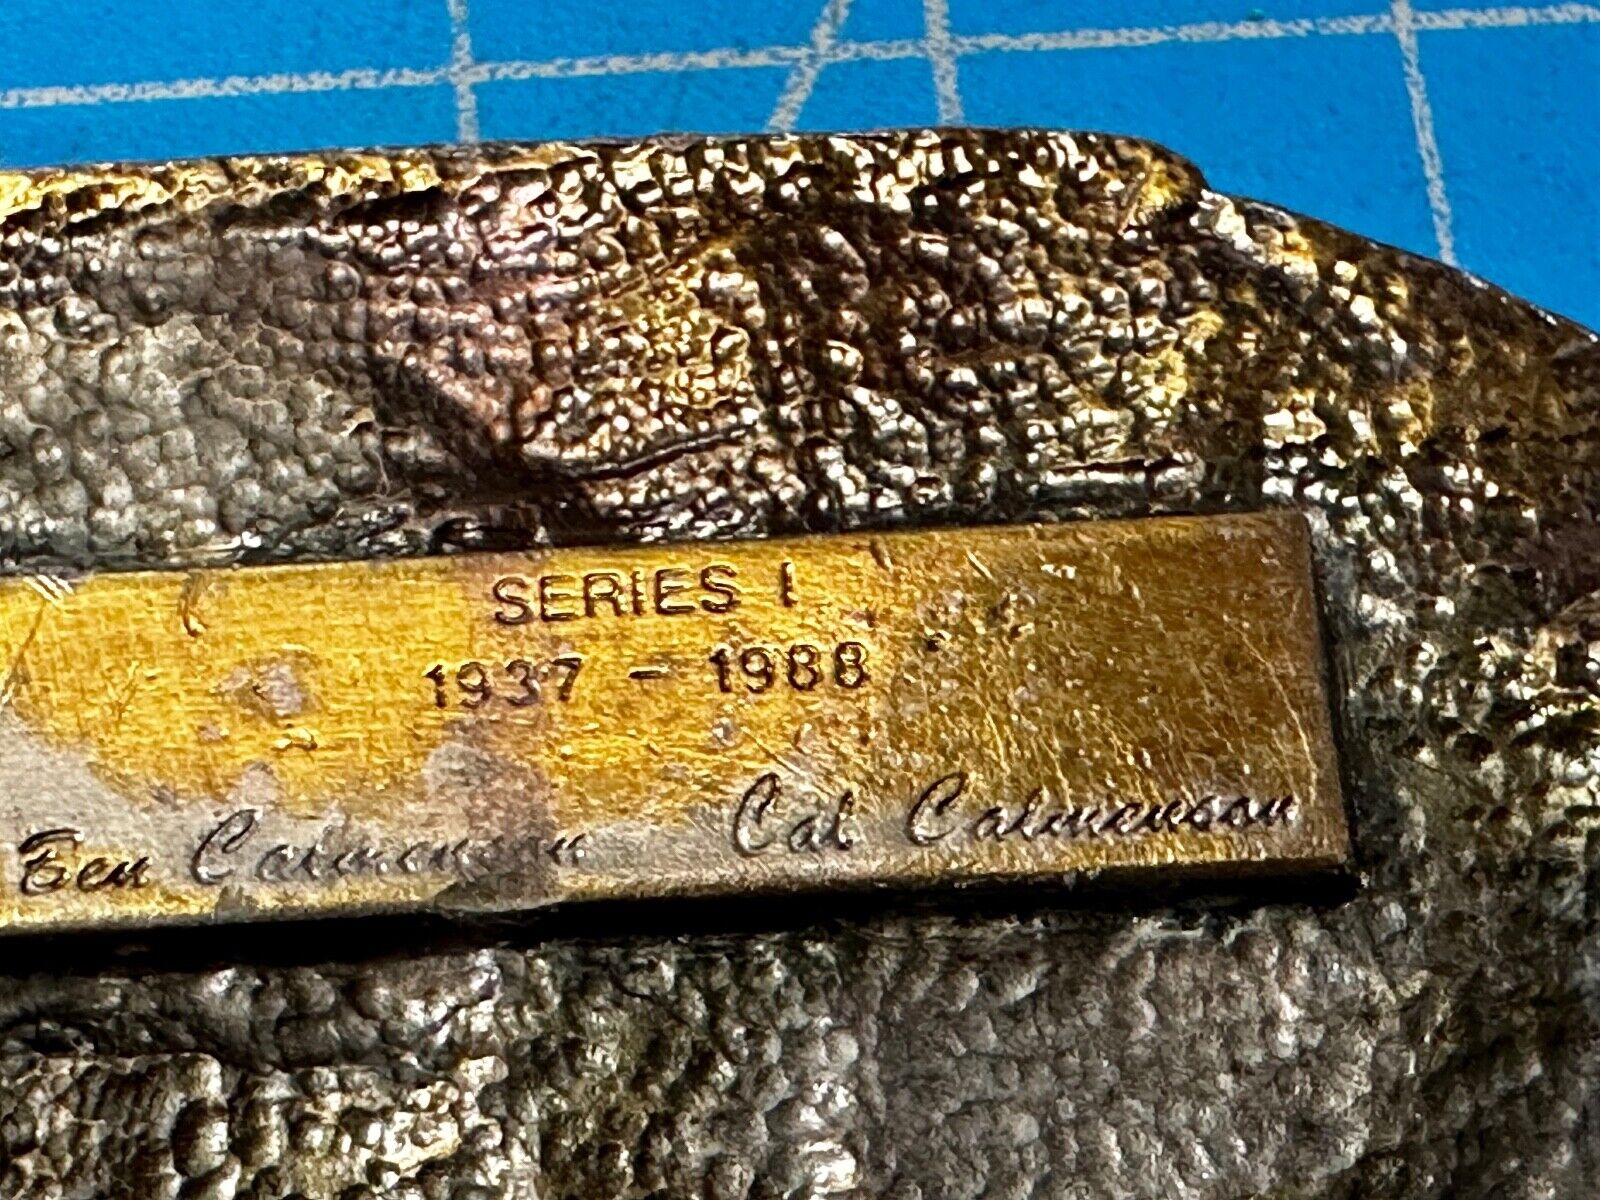 SERIES I
1937 - 1988
Ben Calmenson Cal Calmenson